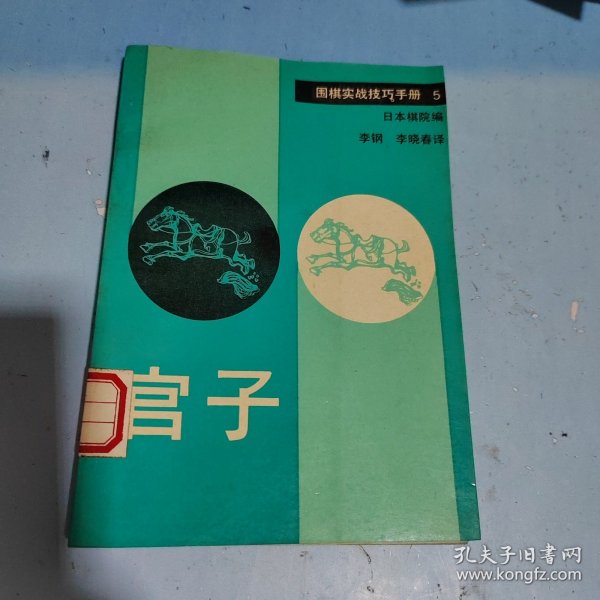 围棋实战技巧手册 5
日本棋院编
李钢 李晓春译
官子
孔夫子旧书网
www.kongfz.com